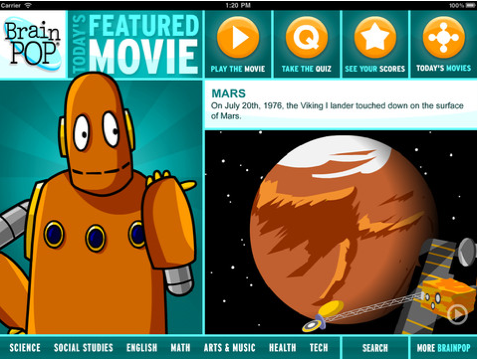 Carrier 1:20 PM 100%
Brain
POP®
TODAY'S
FEATURED
MOVIE
PLAY THE MOVIE
Q
TAKE THE QUIZ
SEE YOUR SCORES
TODAY'S MOVIES
MARS
On July 20th, 1976, the Viking I lander touched down on the surface
of Mars.
SCIENCE SOCIAL STUDIES ENGLISH MATH ARTS & MUSIC HEALTH TECH SEARCH MORE BRAINPOP